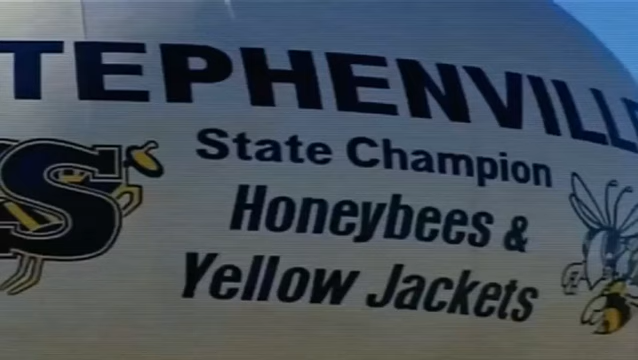 TEPHENVILL
State Champion
Honeybees &
Yellow Jackets
S